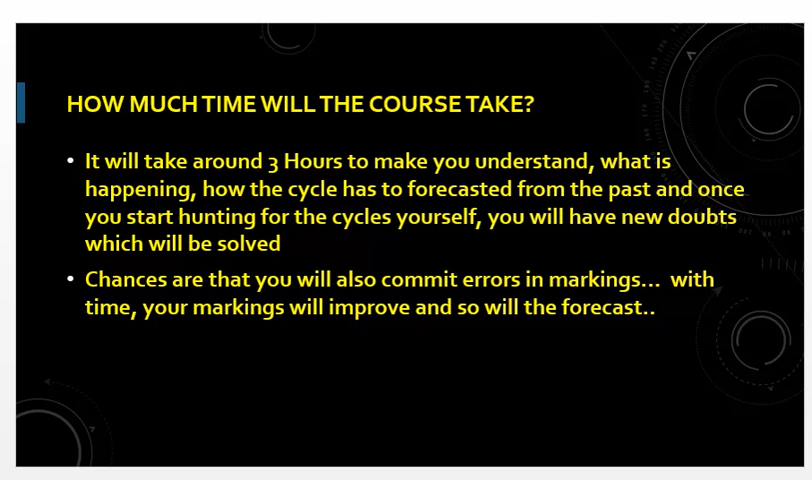 HOW MUCH TIME WILL THE COURSE TAKE?
• It will take around 3 Hours to make you understand, what is
happening, how the cycle has to forecasted from the past and once
you start hunting for the cycles yourself, you will have new doubts
which will be solved
• Chances are that you will also commit errors in markings... with
time, your markings will improve and so will the forecast..